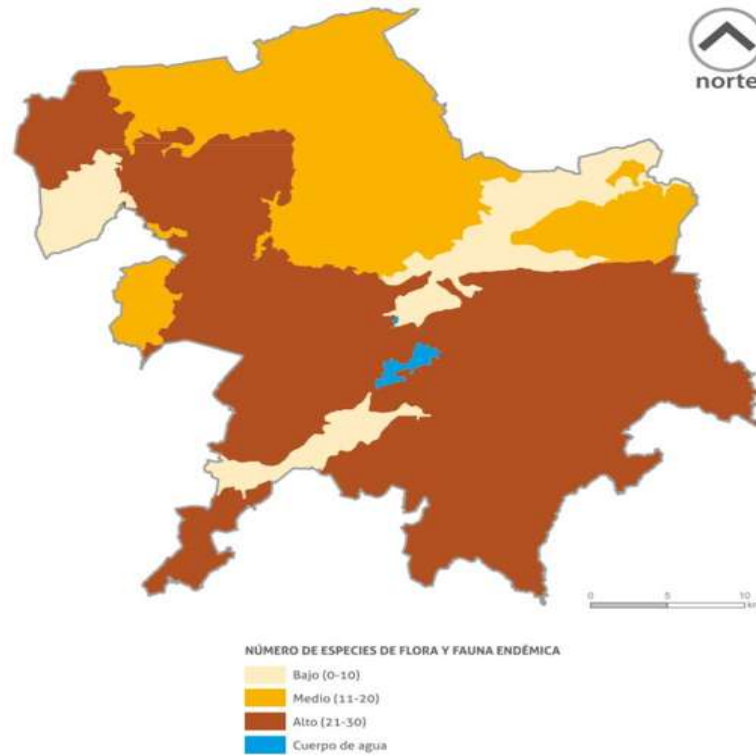 norte
0 5 10
km
NÚMERO DE ESPECIES DE FLORA Y FAUNA ENDÉMICA
Bajo (0-10)
Medio (11-20)
Alto (21-30)
Cuerpo de agua